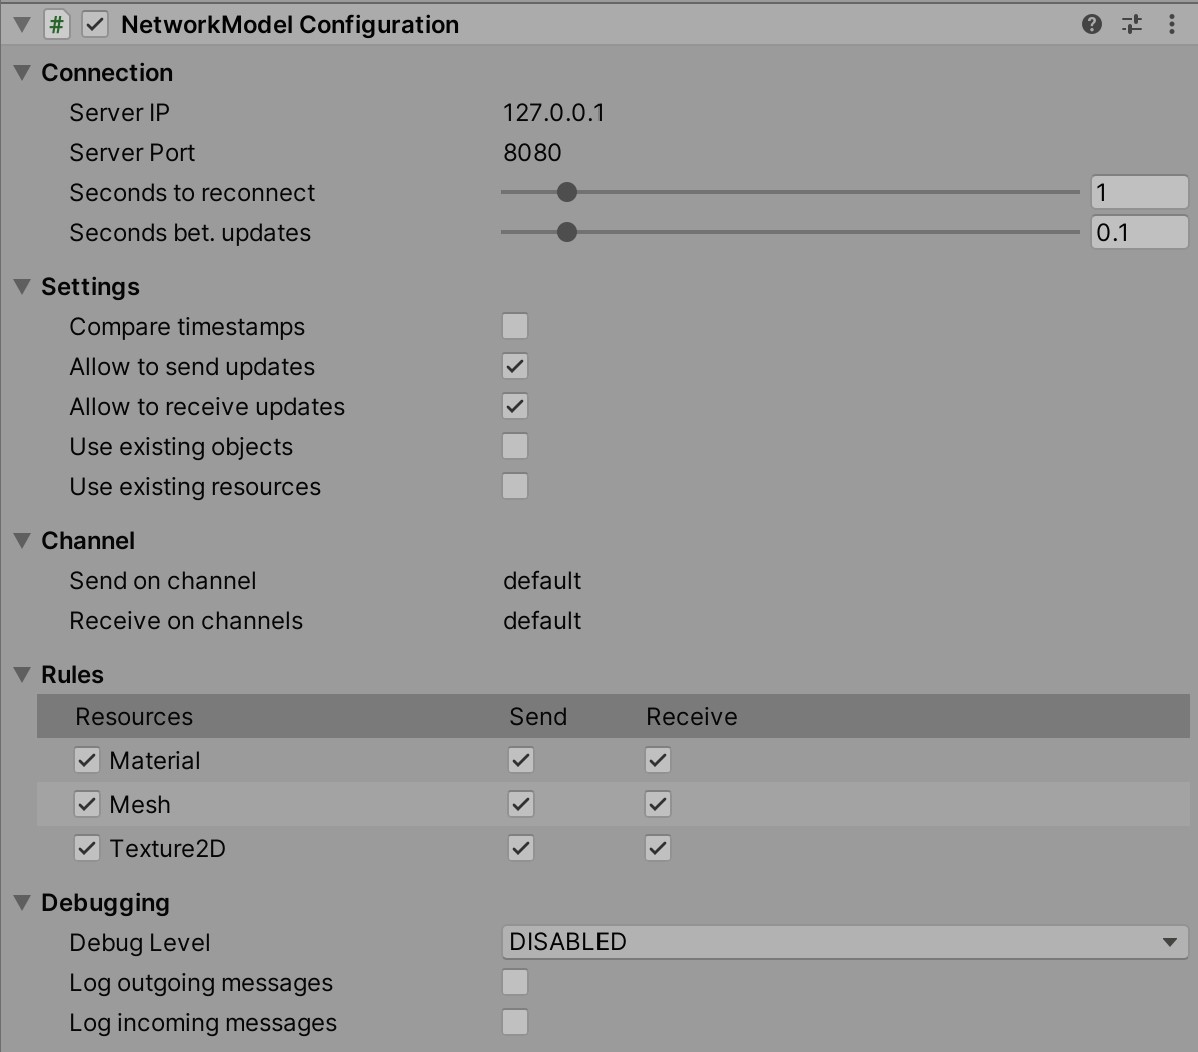 # NetworkModel Configuration ?
Connection
Server IP 127.0.0.1
Server Port 8080
Seconds to reconnect 1
Seconds bet. updates 0.1
Settings
Compare timestamps
Allow to send updates
Allow to receive updates
Use existing objects
Use existing resources
Channel
Send on channel default
Receive on channels default
Rules
Resources Send Receive
Material
Mesh
Texture2D
Debugging
Debug Level DISABLED
Log outgoing messages
Log incoming messages